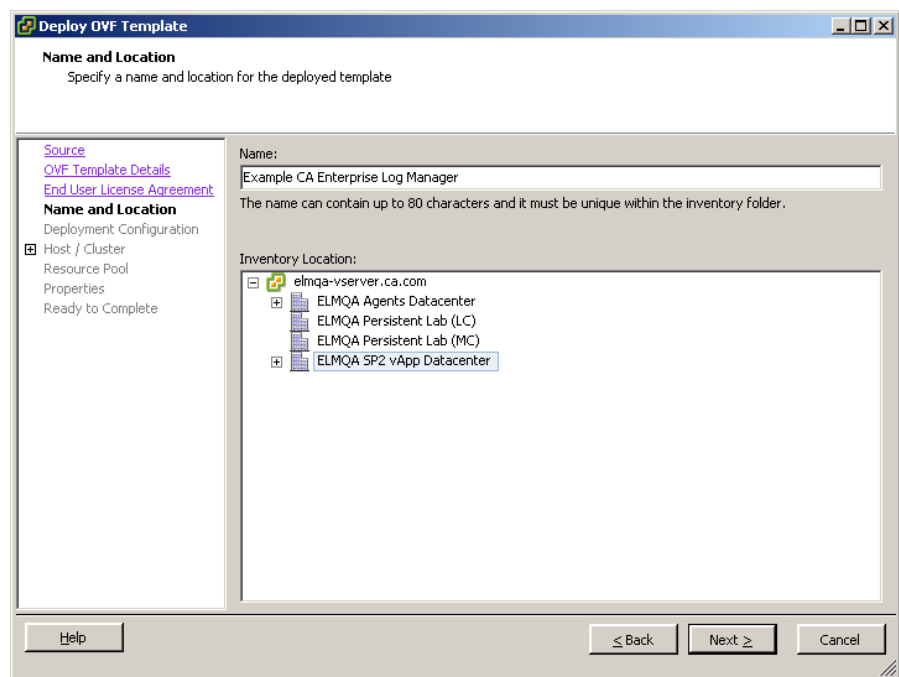 Deploy OVF Template
Name and Location
Specify a name and location for the deployed template
Source
OVF Template Details
End User License Agreement
Name and Location
Deployment Configuration
Host / Cluster
Resource Pool
Properties
Ready to Complete
Name:
Example CA Enterprise Log Manager
The name can contain up to 80 characters and it must be unique within the inventory folder.
Inventory Location:
elmqa-vserver.ca.com
ELMQA Agents Datacenter
ELMQA Persistent Lab (LC)
ELMQA Persistent Lab (MC)
ELMQA SP2 vApp Datacenter
Help
≤ Back
Next ≥
Cancel